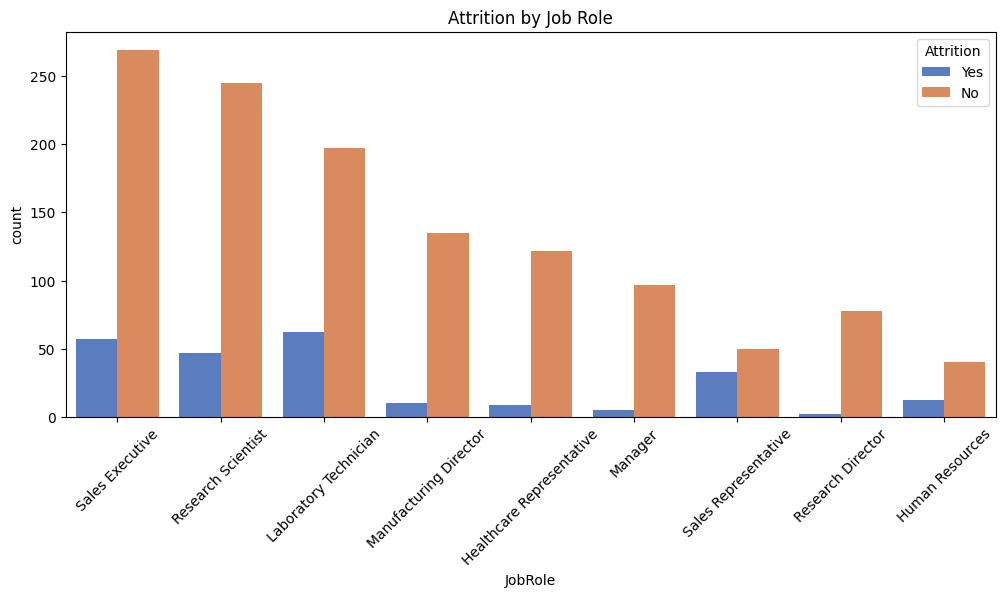 Attrition by Job Role
Attrition
Yes
No
count
250
200
150
100
50
0
Sales Executive
Research Scientist
Laboratory Technician
Manufacturing Director
Healthcare Representative
Manager
Sales Representative
Research Director
Human Resources
JobRole